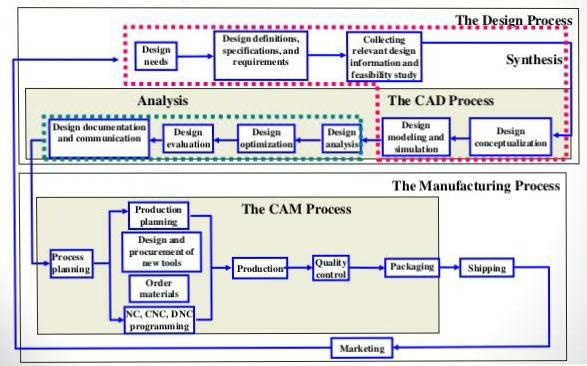 The Design Process
Design
needs
Design definitions,
specifications, and
requirements
Collecting
relevant design
information and
feasibility study
Synthesis
Analysis
The CAD Process
Design documentation
and communication
Design
evaluation
Design
optimization
Design
analysis
Design
modeling and
simulation
Design
conceptualization
The Manufacturing Process
The CAM Process
Production
planning
Process
planning
Design and
procurement of
new tools
Order
materials
NC, CNC, DNC
programming
Production
Quality
control
Packaging
Shipping
Marketing